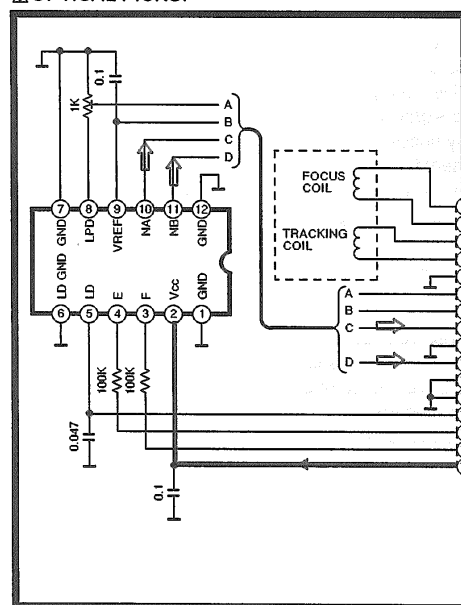 0.1
1K
A
B
C
D
FOCUS
COIL
TRACKING
COIL
7 8 9 10 11 12
GND
LPD
VREF
NA
NB
GND
LD GND
LD
E
F
Vcc
GND
6 5 4 3 2 1
A
B
C
D
100K
100K
0.047
0.1